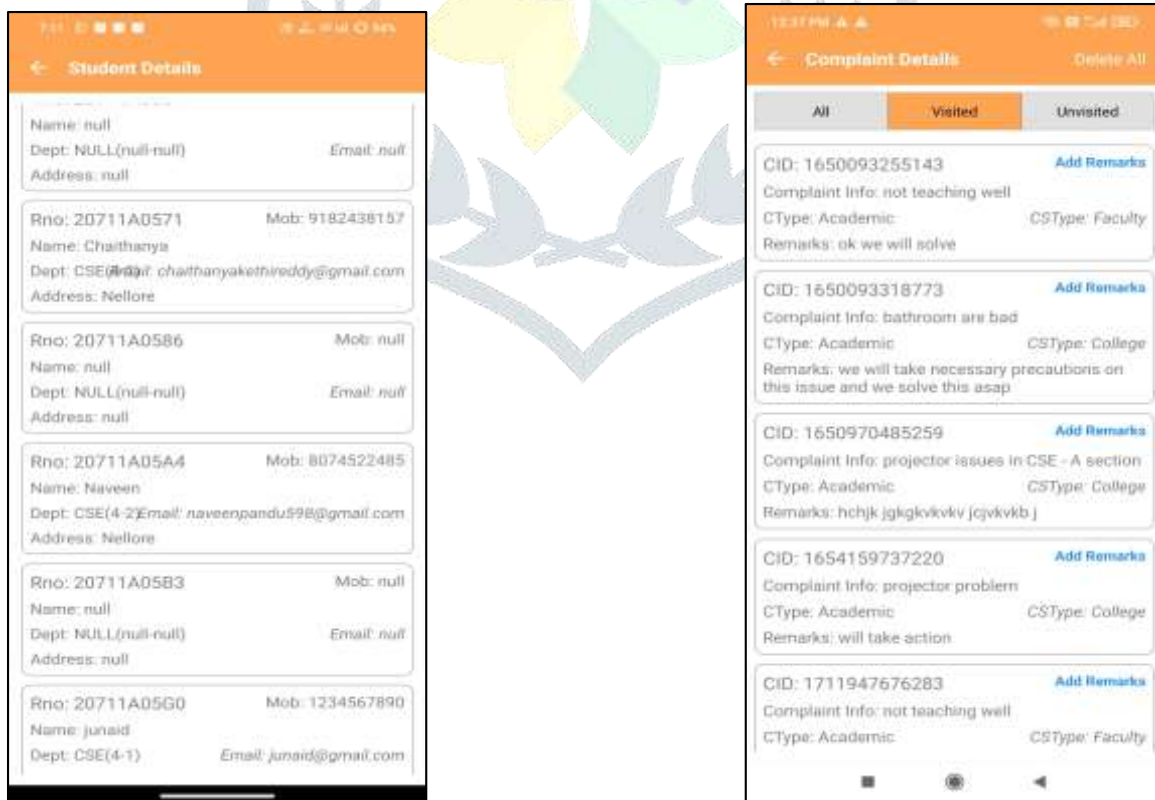 Student Details
Name: null
Dept: NULL(null-null) Email: null
Address: null
Rno: 20711A0571 Mob: 9182438157
Name: Chaithanya
Dept: CSE( chaithanyakethireddy@gmail.com
Address: Nellore
Rno: 20711A0586 Mob: null
Name: null
Dept: NULL(null-null) Email: null
Address: null
Rno: 20711A05A4 Mob: 8074522485
Name: Naveen
Dept: CSE(4-2)Email: naveenpandu598@gmail.com
Address: Nellore
Rno: 20711A05B3 Mob: null
Name: null
Dept: NULL(null-null) Email: null
Address: null
Rno: 20711A05G0 Mob: 1234567890
Name: junaid
Dept: CSE(4-1) Email: junaid@gmail.com
12:37 PM
Complaint Details Delete All
All Visited Unvisited
CID: 1650093255143 Add Remarks
Complaint Info: not teaching well
CType: Academic CSType: Faculty
Remarks: ok we will solve
CID: 1650093318773 Add Remarks
Complaint Info: bathroom are bad
CType: Academic CSType: College
Remarks: we will take necessary precautions on
this issue and we solve this asap
CID: 1650970485259 Add Remarks
Complaint Info: projector issues in CSE - A section
CType: Academic CSType: College
Remarks: hchjk jgkgkvkvkv jcjvkvkb j
CID: 1654159737220 Add Remarks
Complaint Info: projector problem
CType: Academic CSType: College
Remarks: will take action
CID: 1711947676283 Add Remarks
Complaint Info: not teaching well
CType: Academic CSType: Faculty